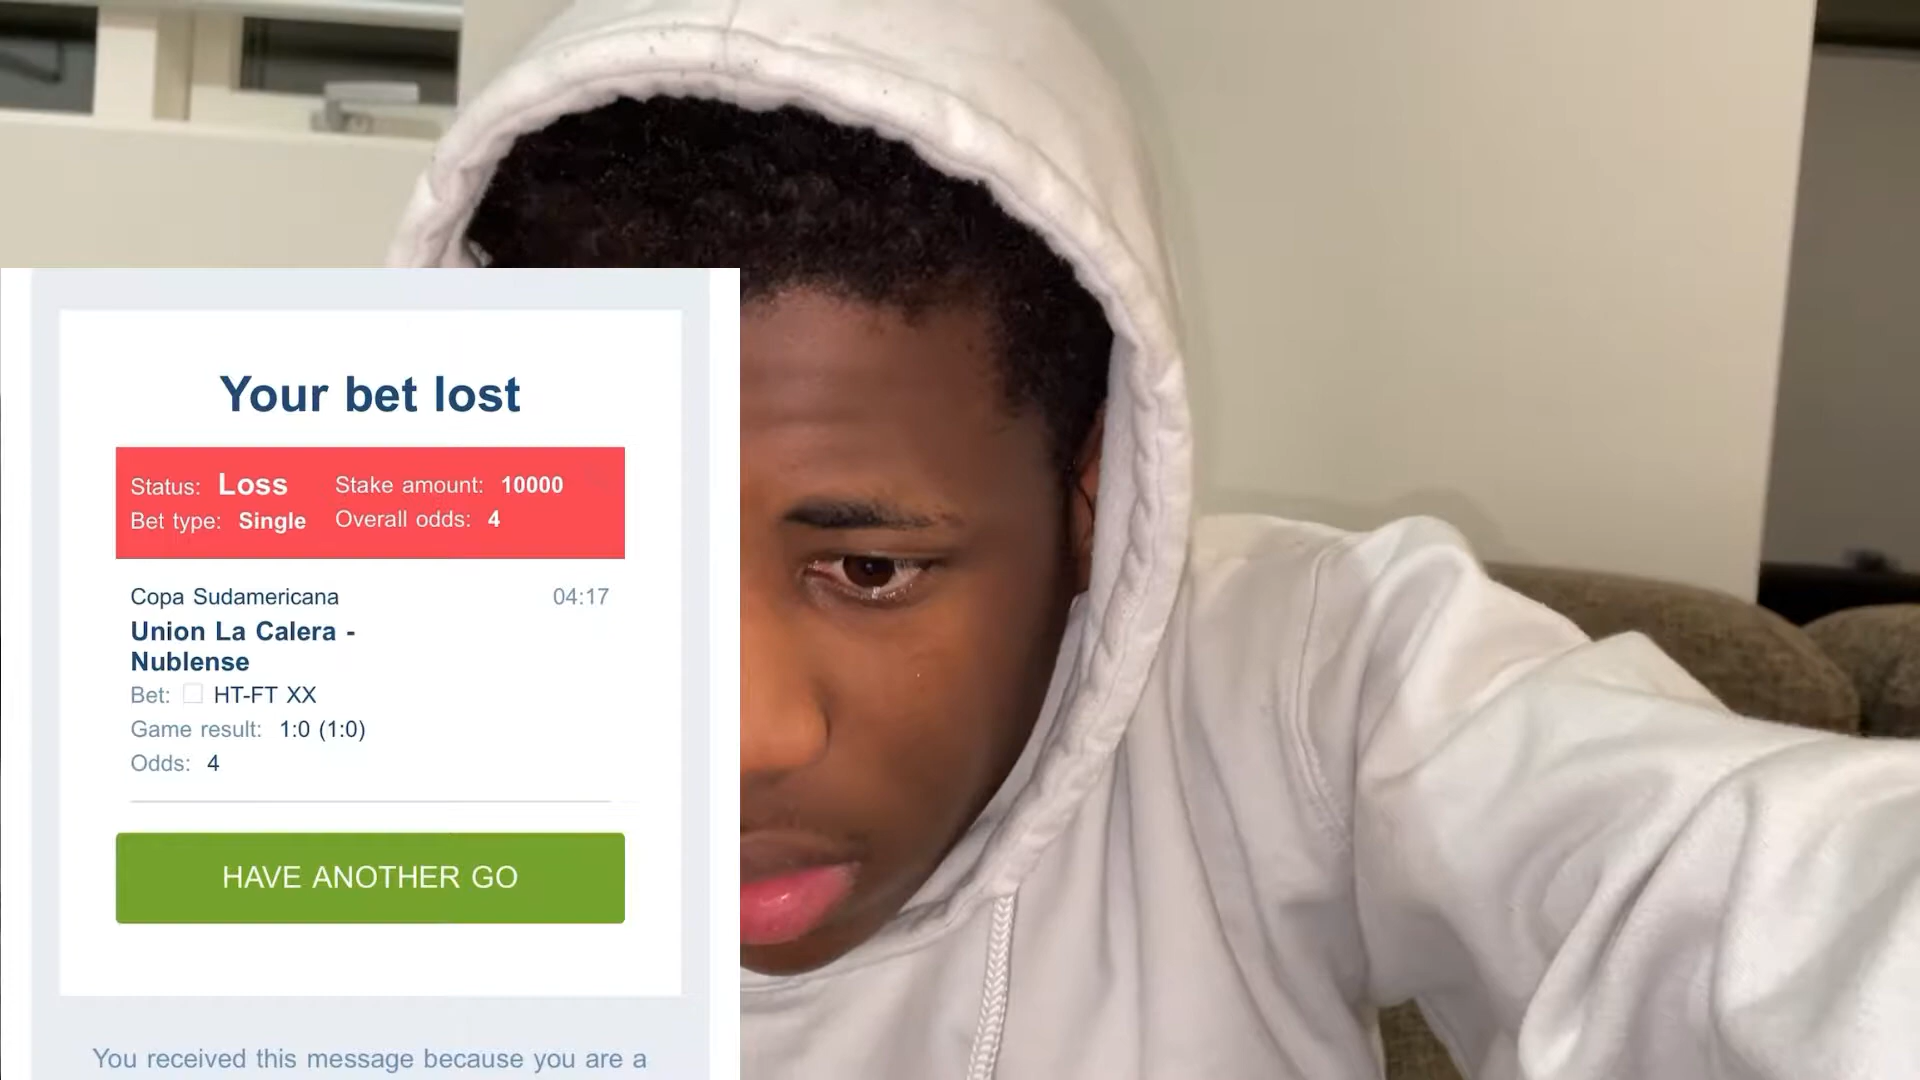 Your bet lost
Status: Loss Stake amount: 10000
Bet type: Single Overall odds: 4
Copa Sudamericana 04:17
Union La Calera -
Nublense
Bet: HT-FT XX
Game result: 1:0 (1:0)
Odds: 4
HAVE ANOTHER GO
You received this message because you are a